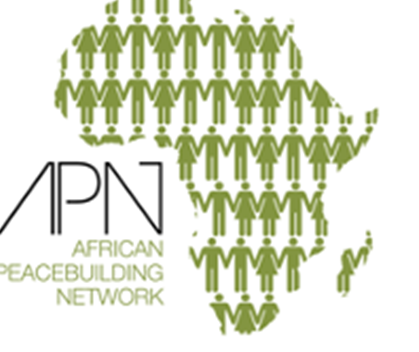 APN
AFRICAN
PEACEBUILDING
NETWORK